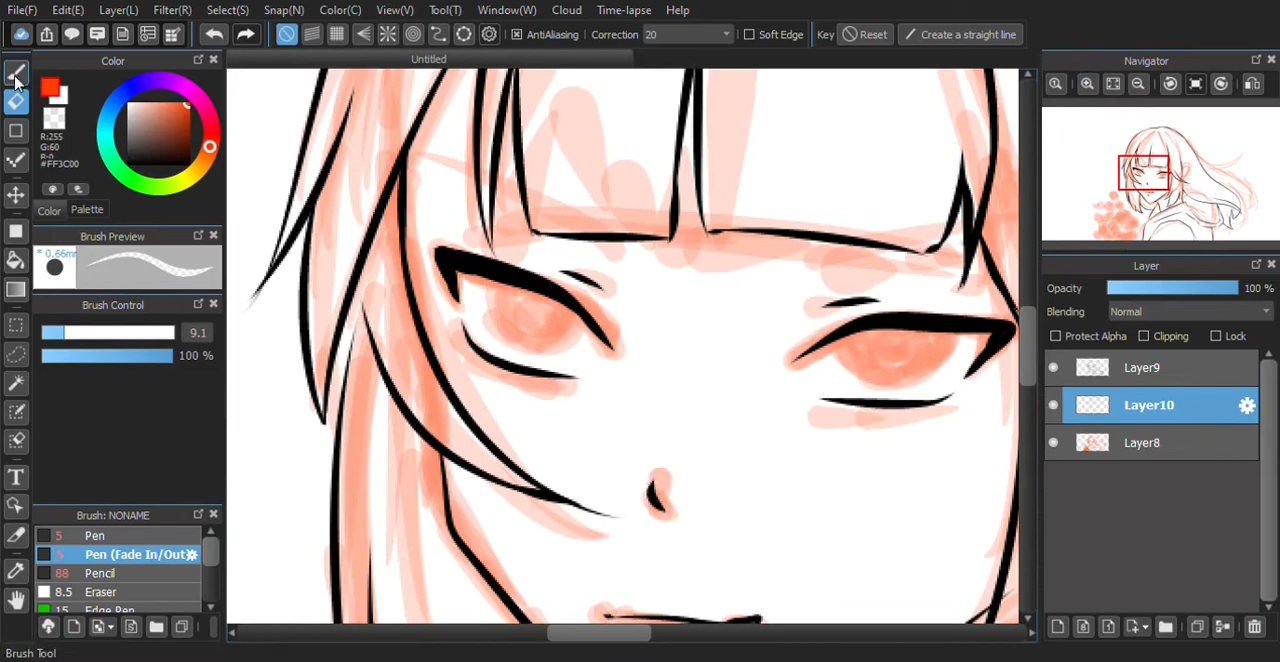 File(F) Edit(E) Layer(L) Filter(R) Select(S) Snap(N) Color(C) View(V) Tool(T) Window(W) Cloud Time-lapse Help
AntiAliasing Correction 20 Soft Edge Key Reset Create a straight line
Untitled
Color
R:255
G:60
B:0
#FF3C00
Color Palette
Brush Preview
* 0.66mm
Brush Control
9.1
100 %
Brush: NONAME
5 Pen
5 Pen (Fade In/Out)
88 Pencil
8.5 Eraser
15 Edge Pen
Navigator
Layer
Opacity 100 %
Blending Normal
Protect Alpha Clipping Lock
Layer9
Layer10
Layer8
Brush Tool